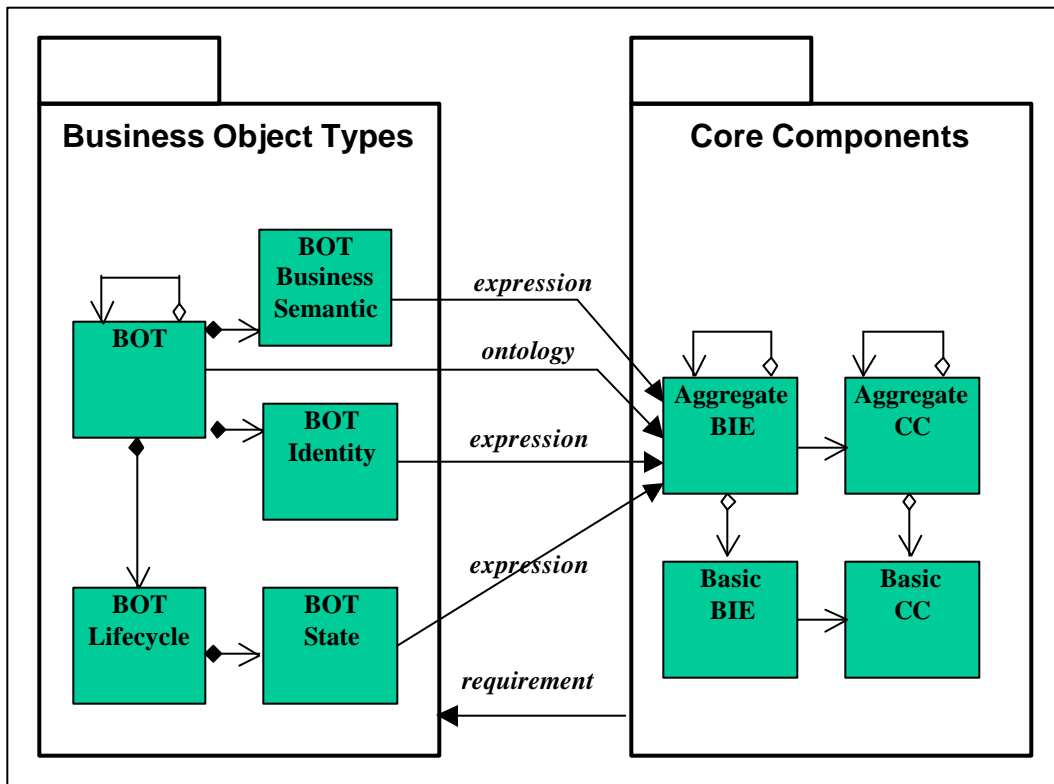 Business Object Types
Core Components
BOT
Business
Semantic
expression
BOT
ontology
Aggregate
BIE
Aggregate
CC
BOT
Identity
expression
expression
BOT
Lifecycle
BOT
State
Basic
BIE
Basic
CC
requirement